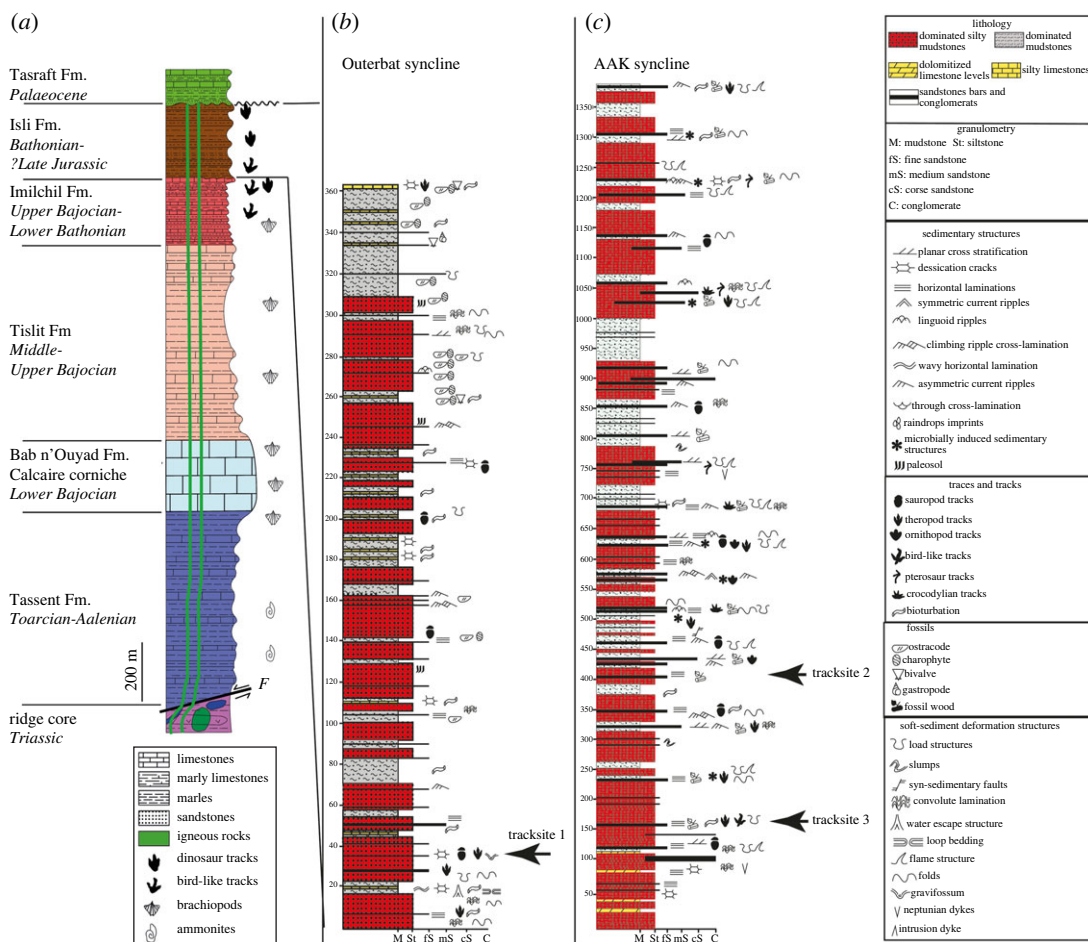 (a)
Tasraft Fm.
Palaeocene
Isli Fm.
Bathonian-
?Late Jurassic
Imilchil Fm.
Upper Bajocian-
Lower Bathonian
Tislit Fm
Middle-
Upper Bajocian
Bab n'Ouyad Fm.
Calcaire corniche
Lower Bajocian
Tassent Fm.
Toarcian-Aalenian
200 m
F
ridge core
Triassic
limestones
marly limestones
marles
sandstones
igneous rocks
dinosaur tracks
bird-like tracks
brachiopods
ammonites
(b)
Outerbat syncline
360
340
320
300
280
260
240
220
200
180
160
140
120
100
80
60
40
20
0
M St fS mS cS C
tracksite 1
(c)
AAK syncline
1350
1300
1250
1200
1100
1050
1000
950
900
850
800
750
700
650
600
550
500
450
400
350
300
250
200
150
100
50
M St fS mS cS C
tracksite 2
tracksite 3
lithology
dominated silty
mudstones
dominated
mudstones
dolomitized
limestone levels
silty limestones
sandstones bars and
conglomerats
granulometry
M: mudstone St: siltstone
fS: fine sandstone
mS: medium sandstone
cS: corse sandstone
C: conglomerate
sedimentary structures
planar cross stratification
dessication cracks
horizontal laminations
symmetric current ripples
linguoid ripples
climbing ripple cross-lamination
wavy horizontal lamination
asymmetric current ripples
through cross-lamination
raindrops imprints
microbially induced sedimentary
structures
paleosol
traces and tracks
sauropod tracks
theropod tracks
ornithopod tracks
bird-like tracks
pterosaur tracks
crocodylian tracks
bioturbation
fossils
ostracode
charophyte
bivalve
gastropode
fossil wood
soft-sediment deformation structures
load structures
slumps
syn-sedimentary faults
convolute lamination
water escape structure
loop bedding
flame structure
folds
gravifossum
neptunian dykes
intrusion dyke